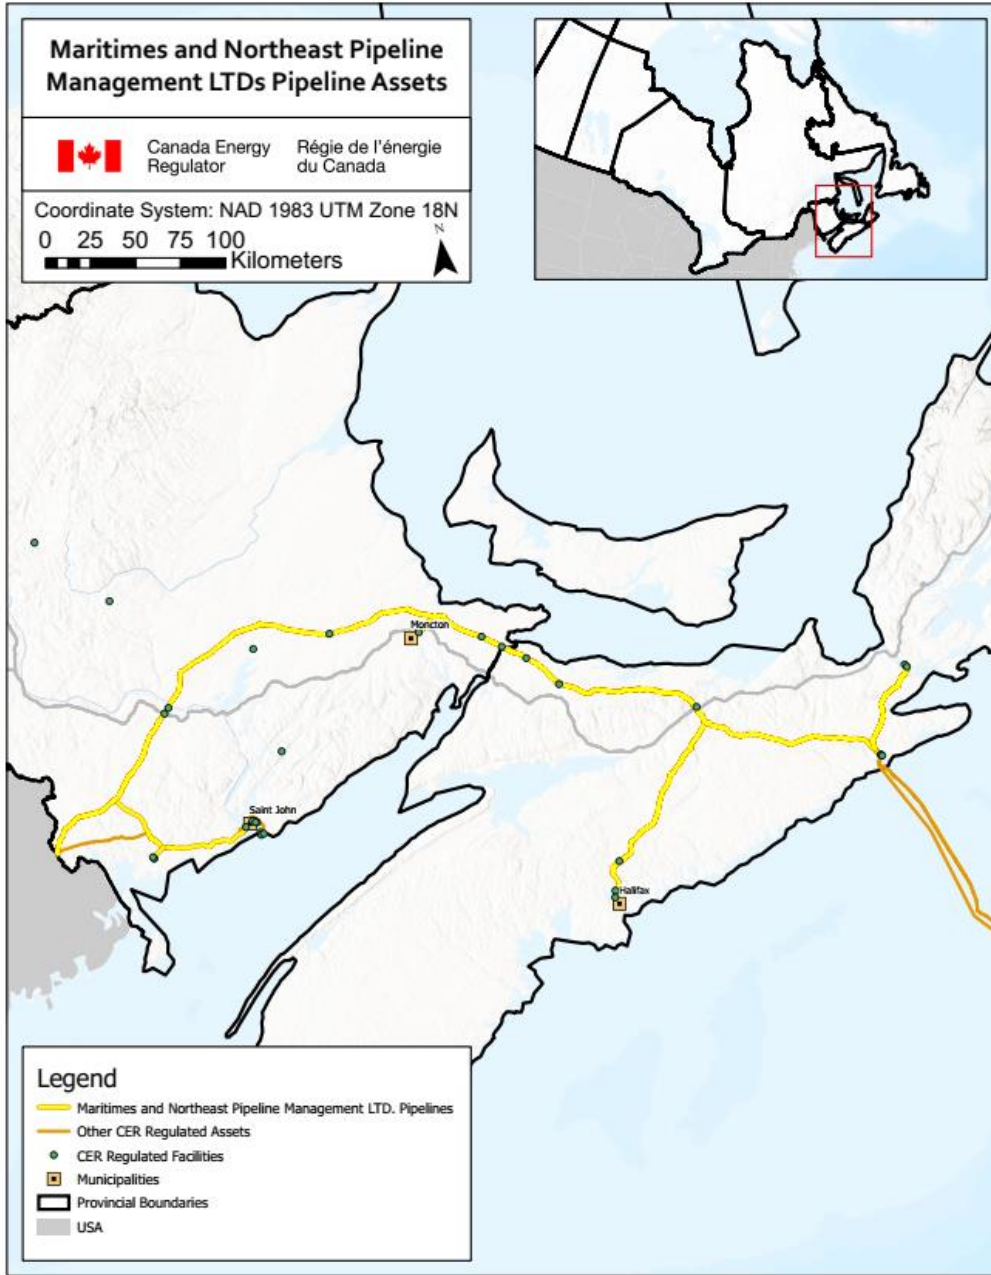 Maritimes and Northeast Pipeline
Management LTDs Pipeline Assets
Canada Energy
Regulator
Régie de l'énergie
du Canada
Coordinate System: NAD 1983 UTM Zone 18N
N
0 25 50 75 100
Kilometers
Moncton
Saint John
Halifax
Legend
Maritimes and Northeast Pipeline Management LTD. Pipelines
Other CER Regulated Assets
CER Regulated Facilities
Municipalities
Provincial Boundaries
USA